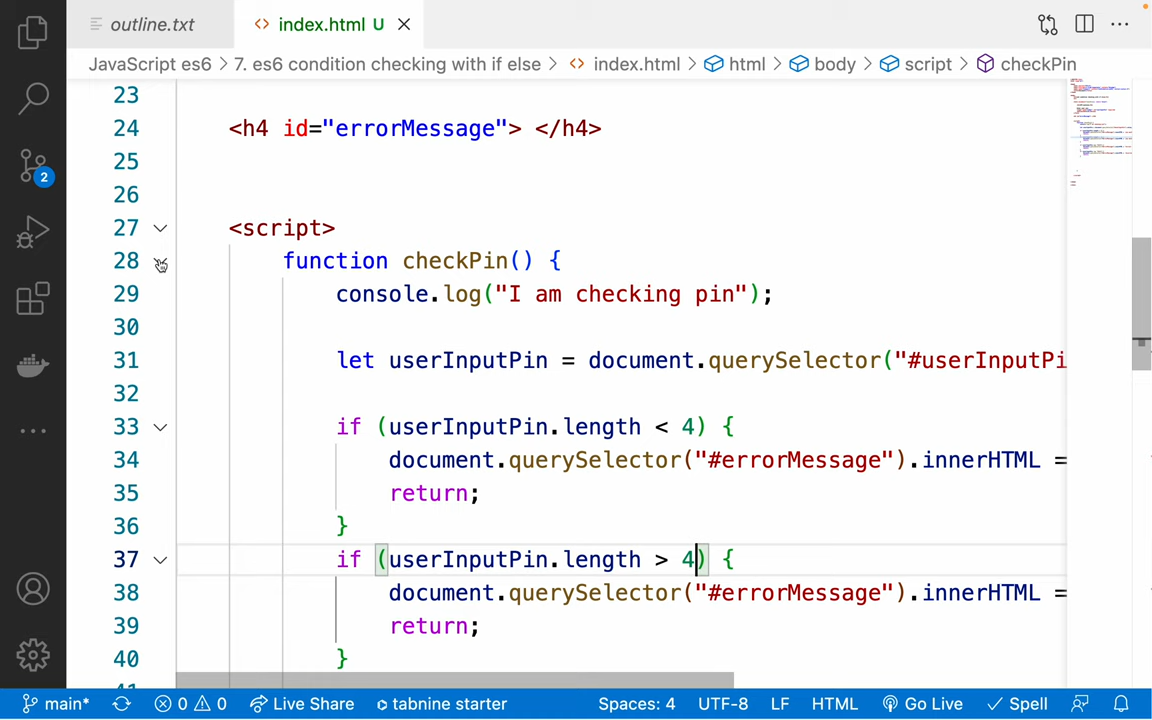 outline.txt
<> index.html U ×
JavaScript es6 > 7. es6 condition checking with if else > <> index.html > html > body > script > checkPin
23
24 <h4 id="errorMessage"> </h4>
25
26
27 <script>
28 function checkPin() {
29 console.log("I am checking pin");
30
31 let userInputPin = document.querySelector("#userInputPi
32
33 if (userInputPin.length < 4) {
34 document.querySelector("#errorMessage").innerHTML =
35 return;
36 }
37 if (userInputPin.length > 4) {
38 document.querySelector("#errorMessage").innerHTML =
39 return;
40 }
2
main* 0 0 Live Share tabnine starter Spaces: 4 UTF-8 LF HTML Go Live Spell